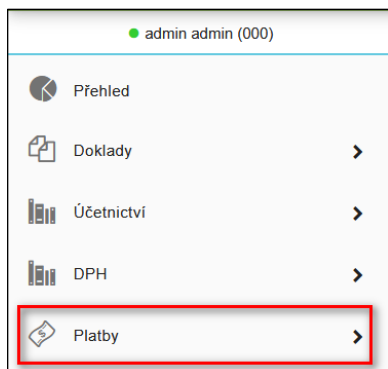 admin admin (000)
Přehled
Doklady
Účetnictví
DPH
Platby